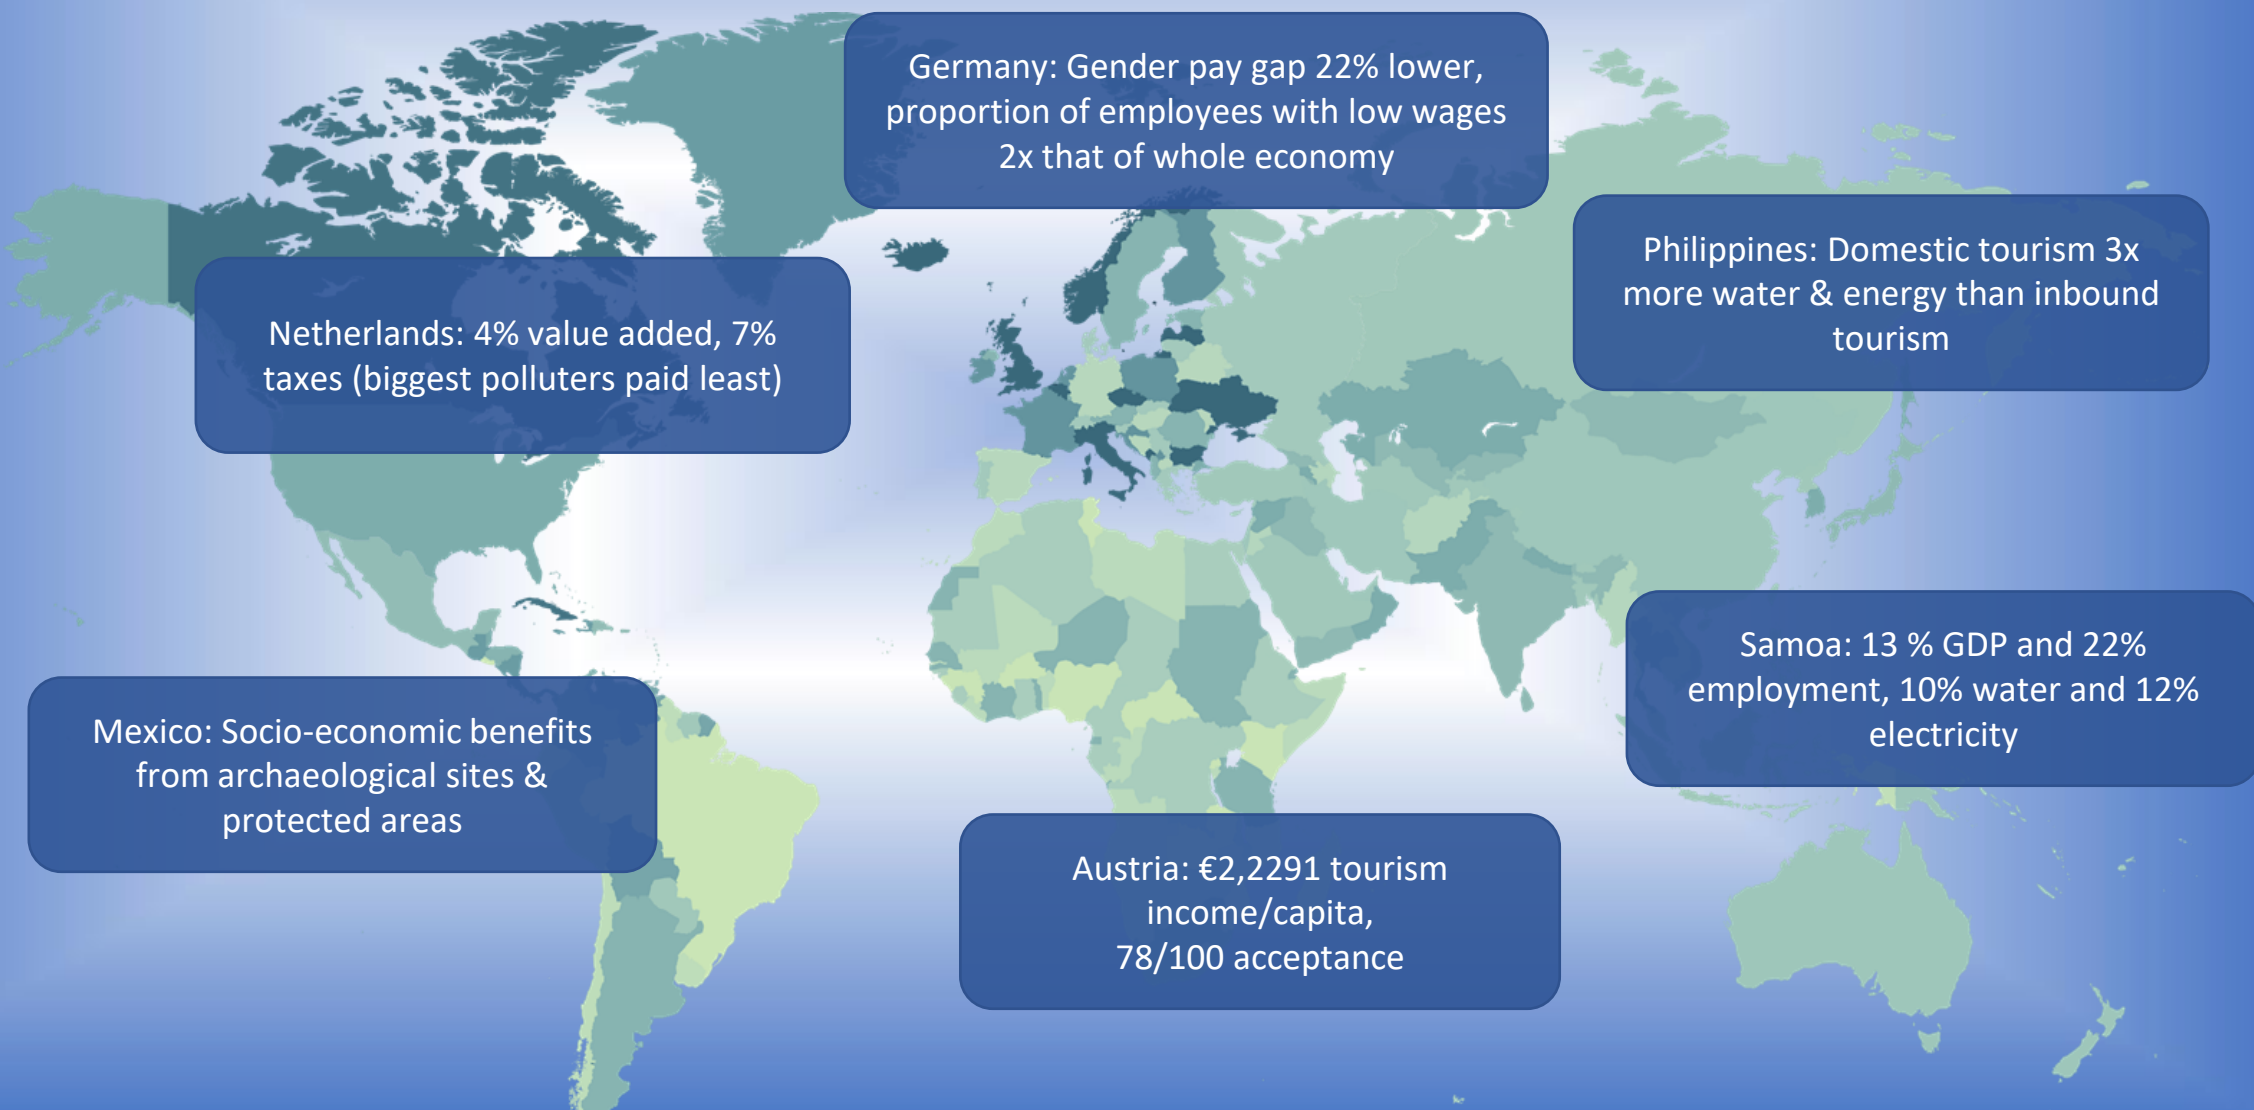 Germany: Gender pay gap 22% lower,
proportion of employees with low wages
2x that of whole economy
Philippines: Domestic tourism 3x
more water & energy than inbound
tourism
Netherlands: 4% value added, 7%
taxes (biggest polluters paid least)
Samoa: 13 % GDP and 22%
employment, 10% water and 12%
electricity
Mexico: Socio-economic benefits
from archaeological sites &
protected areas
Austria: €2,2291 tourism
income/capita,
78/100 acceptance